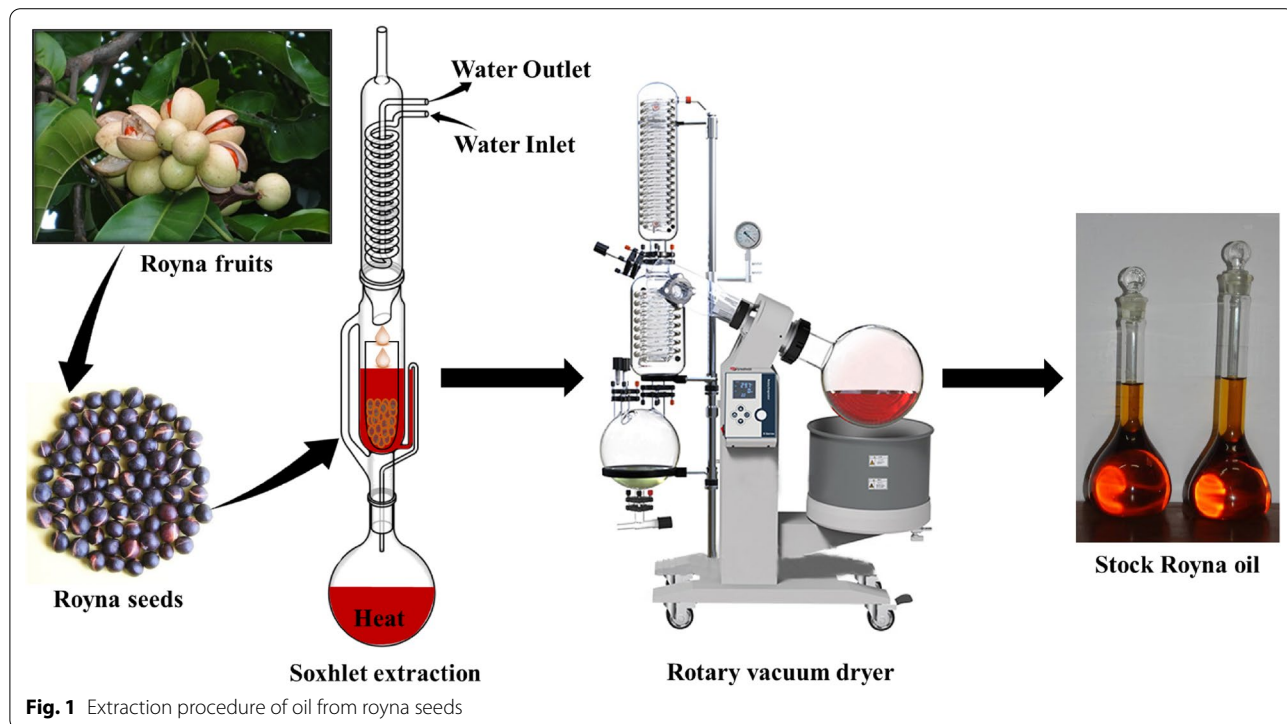 Water Outlet
Water Inlet
Royna fruits
Royna seeds
Heat
Soxhlet extraction
Rotary vacuum dryer
Stock Royna oil
Fig. 1 Extraction procedure of oil from royna seeds